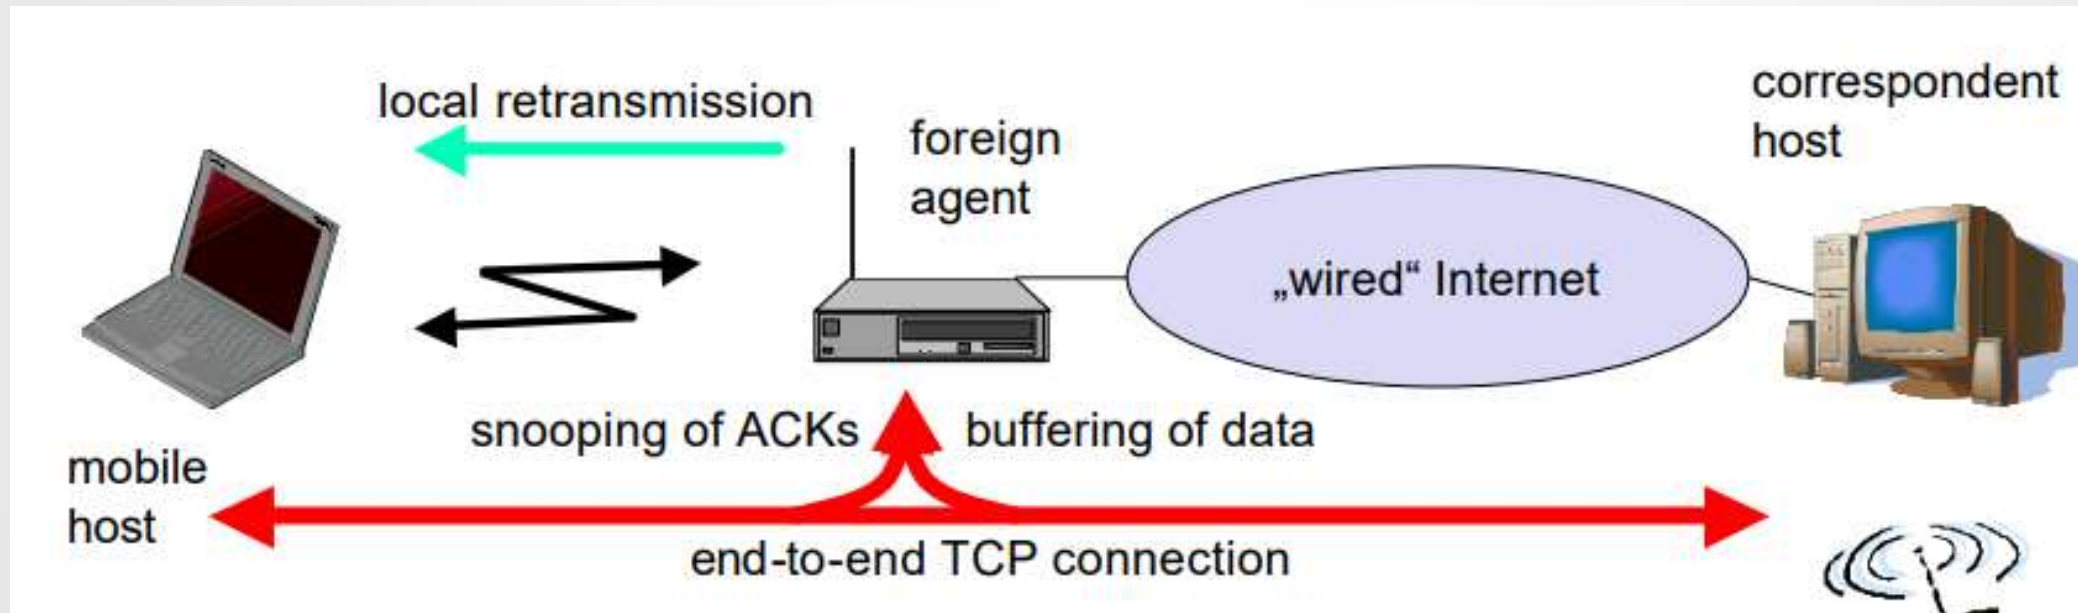 local retransmission
correspondent
host
foreign
agent
„wired“ Internet
snooping of ACKs
buffering of data
mobile
host
end-to-end TCP connection